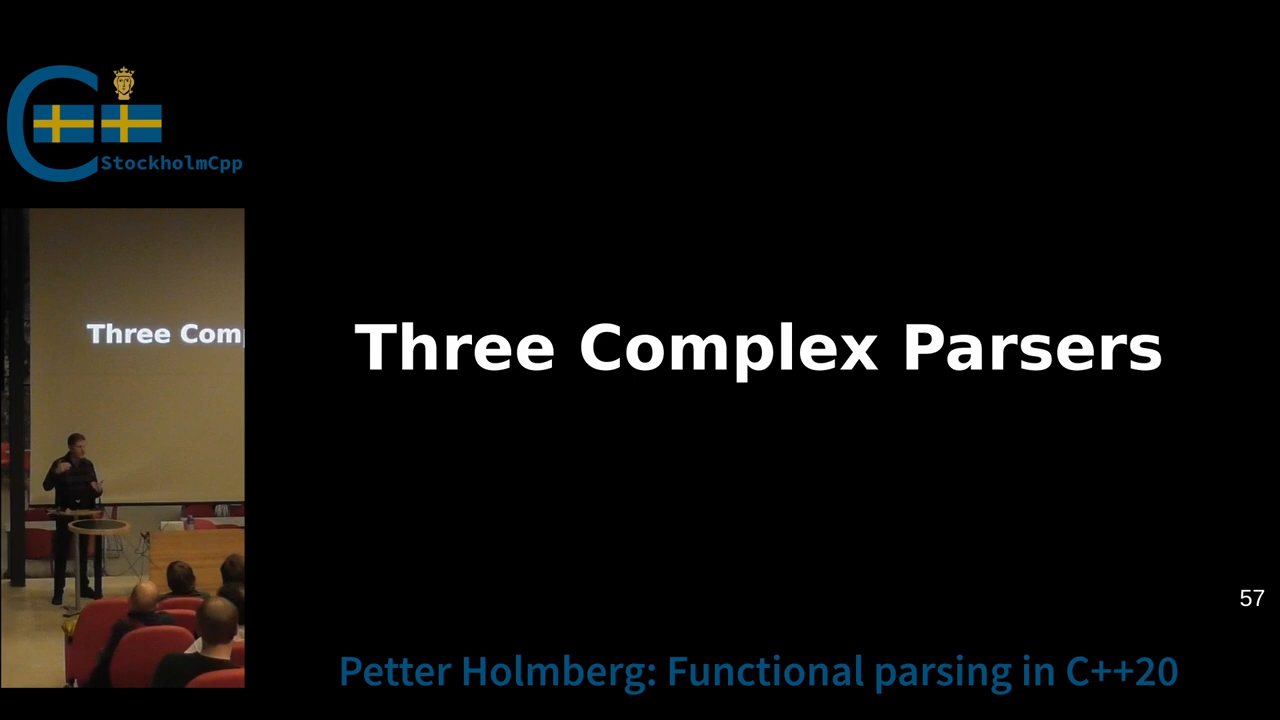 StockholmCpp
Three Comp
Three Complex Parsers
57
Petter Holmberg: Functional parsing in C++20